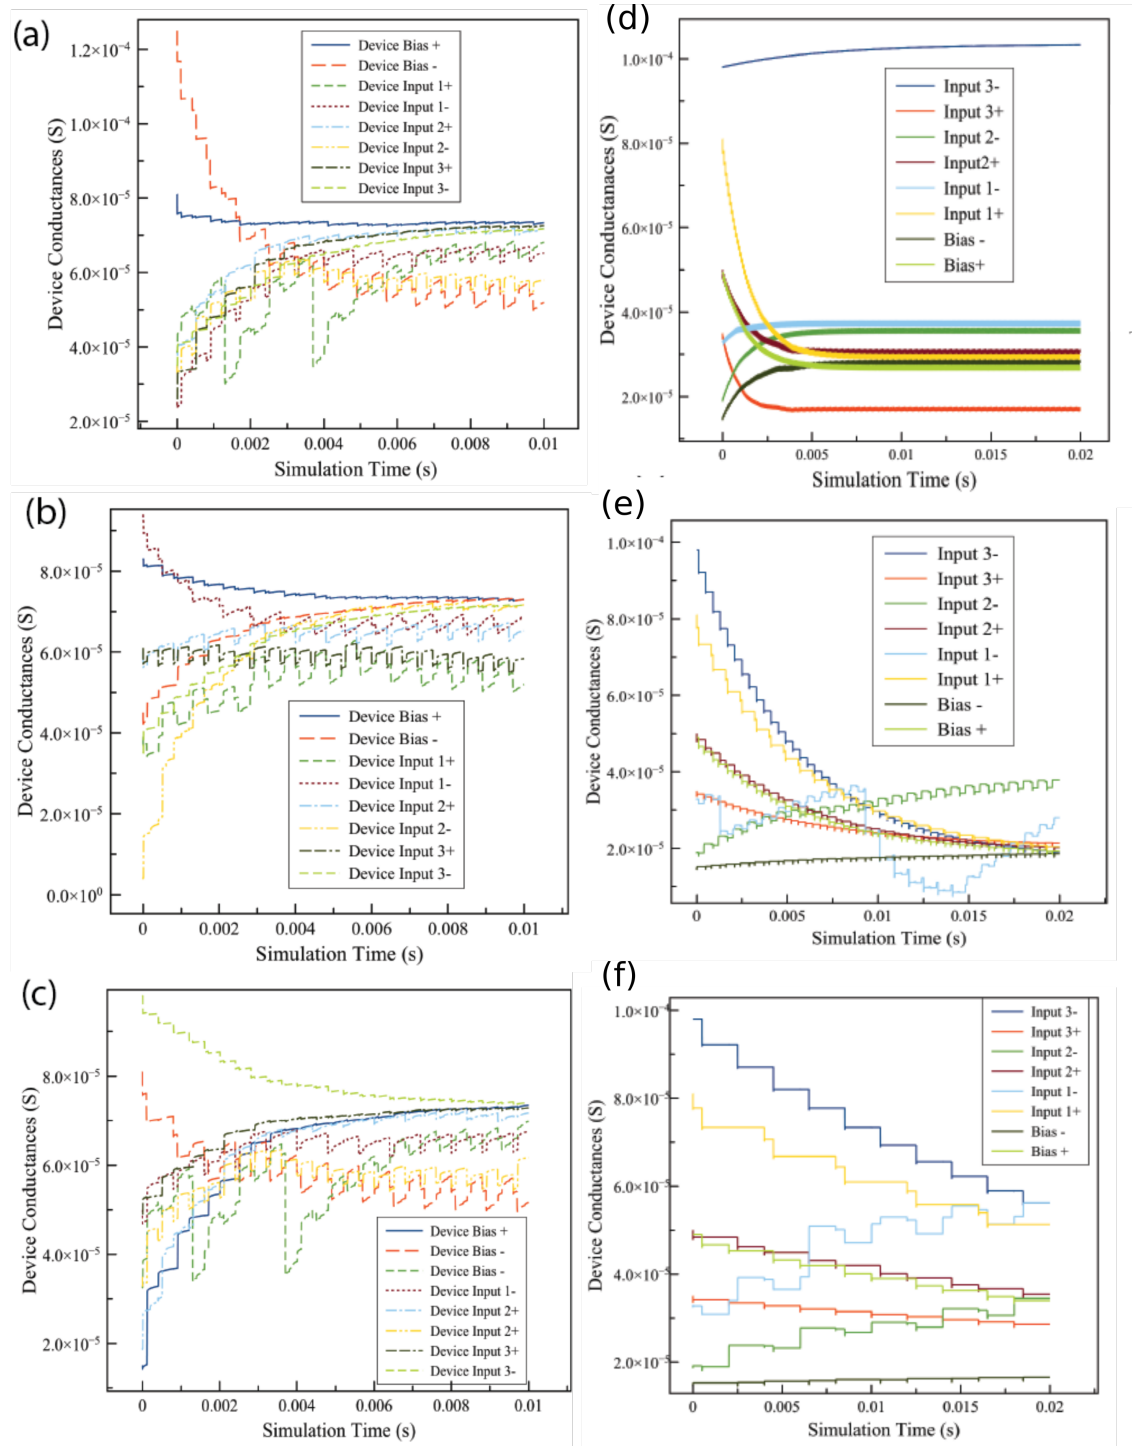 (a)
1.2×10⁻⁴
1.0×10⁻⁴
8.0×10⁻⁵
6.0×10⁻⁵
4.0×10⁻⁵
2.0×10⁻⁵
Device Conductances (S)
Device Bias +
Device Bias -
Device Input 1+
Device Input 1-
Device Input 2+
Device Input 2-
Device Input 3+
Device Input 3-
0 0.002 0.004 0.006 0.008 0.01
Simulation Time (s)
(d)
1.0×10⁻⁴
8.0×10⁻⁵
6.0×10⁻⁵
4.0×10⁻⁵
2.0×10⁻⁵
Device Conductanaces (S)
Input 3-
Input 3+
Input 2-
Input2+
Input 1-
Input 1+
Bias -
Bias+
0 0.005 0.01 0.015 0.02
Simulation Time (s)
(b)
8.0×10⁻⁵
6.0×10⁻⁵
4.0×10⁻⁵
2.0×10⁻⁵
0.0×10⁰
Device Conductances (S)
Device Bias +
Device Bias -
Device Input 1+
Device Input 1-
Device Input 2+
Device Input 2-
Device Input 3+
Device Input 3-
0 0.002 0.004 0.006 0.008 0.01
Simulation Time (s)
(e)
1.0×10⁻⁴
8.0×10⁻⁵
6.0×10⁻⁵
4.0×10⁻⁵
2.0×10⁻⁵
Device Conductances (S)
Input 3-
Input 3+
Input 2-
Input 2+
Input 1-
Input 1+
Bias -
Bias +
0 0.005 0.01 0.015 0.02
Simulation Time (s)
(c)
8.0×10⁻⁵
6.0×10⁻⁵
4.0×10⁻⁵
2.0×10⁻⁵
Device Conductances (S)
Device Bias +
Device Bias -
Device Bias -
Device Input 1-
Device Input 2+
Device Input 2+
Device Input 3+
Device Input 3-
0 0.002 0.004 0.006 0.008 0.01
Simulation Time (s)
(f)
1.0×10⁻⁴
8.0×10⁻⁵
6.0×10⁻⁵
4.0×10⁻⁵
2.0×10⁻⁵
Device Conductances (S)
Input 3-
Input 3+
Input 2-
Input 2+
Input 1-
Input 1+
Bias -
Bias +
0 0.005 0.01 0.015 0.02
Simulation Time (s)